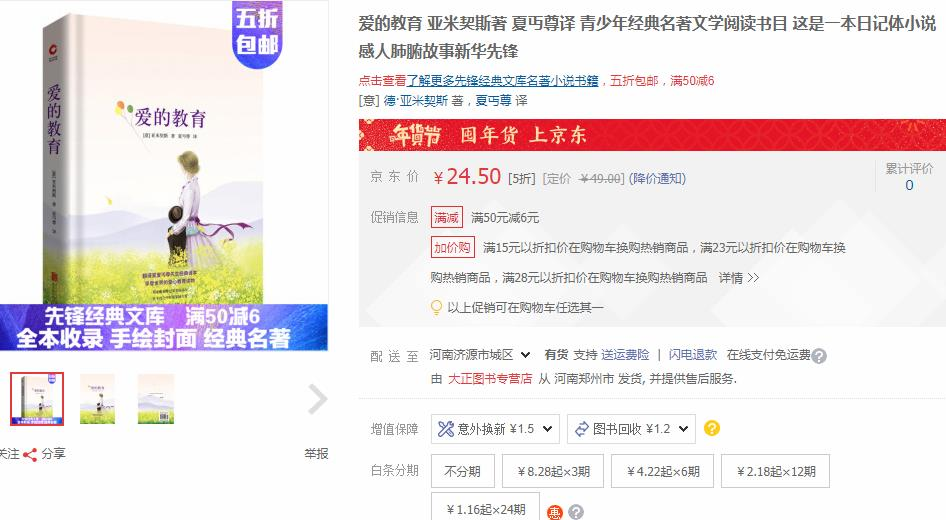 五折
包邮
爱的教育
爱的教育
[意]亚米契斯 著 夏丏尊 译
先锋经典文库 满50减6
全本收录 手绘封面 经典名著
关注 分享
举报
爱的教育 亚米契斯著 夏丏尊译 青少年经典名著文学阅读书目 这是一本日记体小说
感人肺腑故事新华先锋
点击查看了解更多先锋经典文库名著小说书籍，五折包邮，满50减6
[意] 德·亚米契斯 著，夏丏尊 译
年货节 囤年货 上京东
京东价 ￥24.50 [5折] [定价 ￥49.00] (降价通知)
累计评价
0
促销信息 满减 满50元减6元
加价购 满15元以折扣价在购物车换购热销商品，满23元以折扣价在购物车换
购热销商品，满28元以折扣价在购物车换购热销商品 详情 >>
以上促销可在购物车任选其一
配送至 河南济源市城区 有货 支持 送运费险 | 闪电退款 在线支付免运费 ?
由 大正图书专营店 从 河南郑州市 发货, 并提供售后服务.
增值保障 意外换新 ¥1.5 图书回收 ¥1.2 ?
白条分期 不分期 ￥8.28起×3期 ￥4.22起×6期 ￥2.18起×12期
￥1.16起×24期 惠 ?